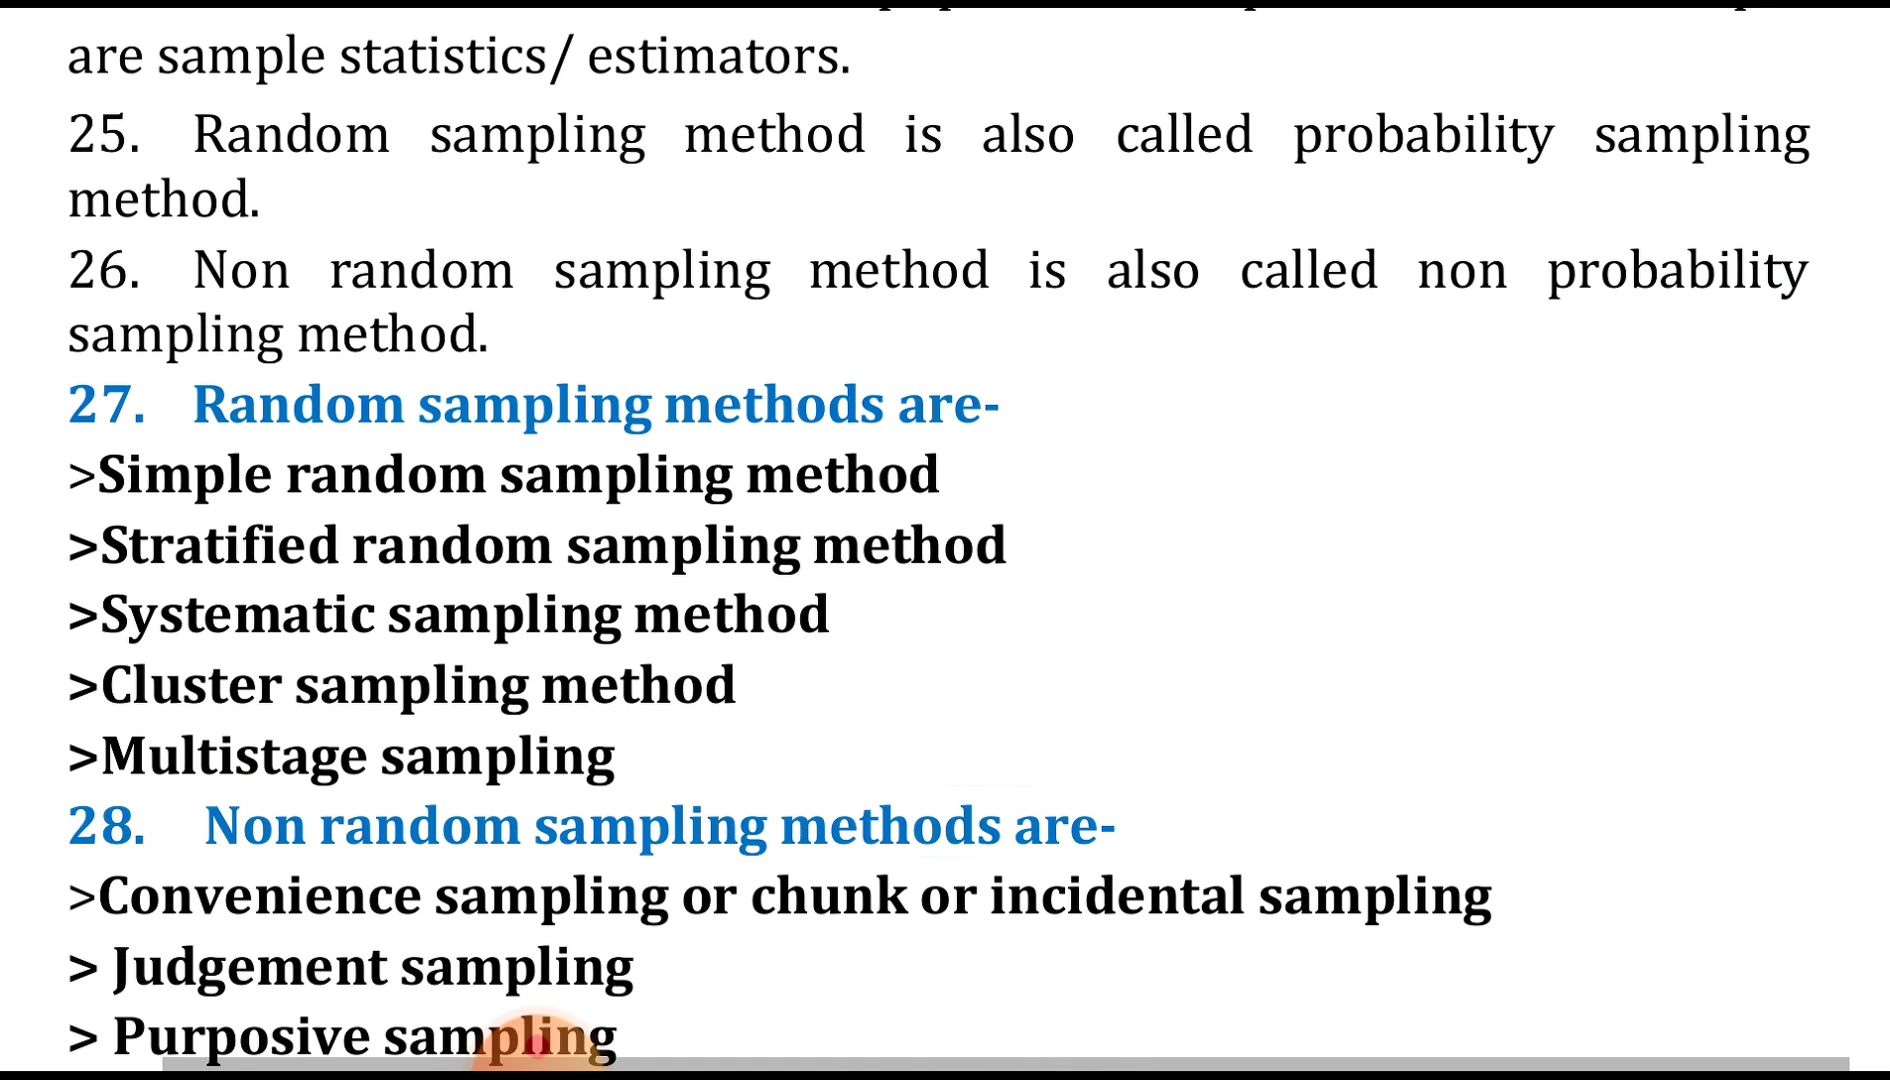 are sample statistics/ estimators.
25. Random sampling method is also called probability sampling
method.
26. Non random sampling method is also called non probability
sampling method.
27. Random sampling methods are-
>Simple random sampling method
>Stratified random sampling method
>Systematic sampling method
>Cluster sampling method
>Multistage sampling
28. Non random sampling methods are-
>Convenience sampling or chunk or incidental sampling
> Judgement sampling
> Purposive sampling